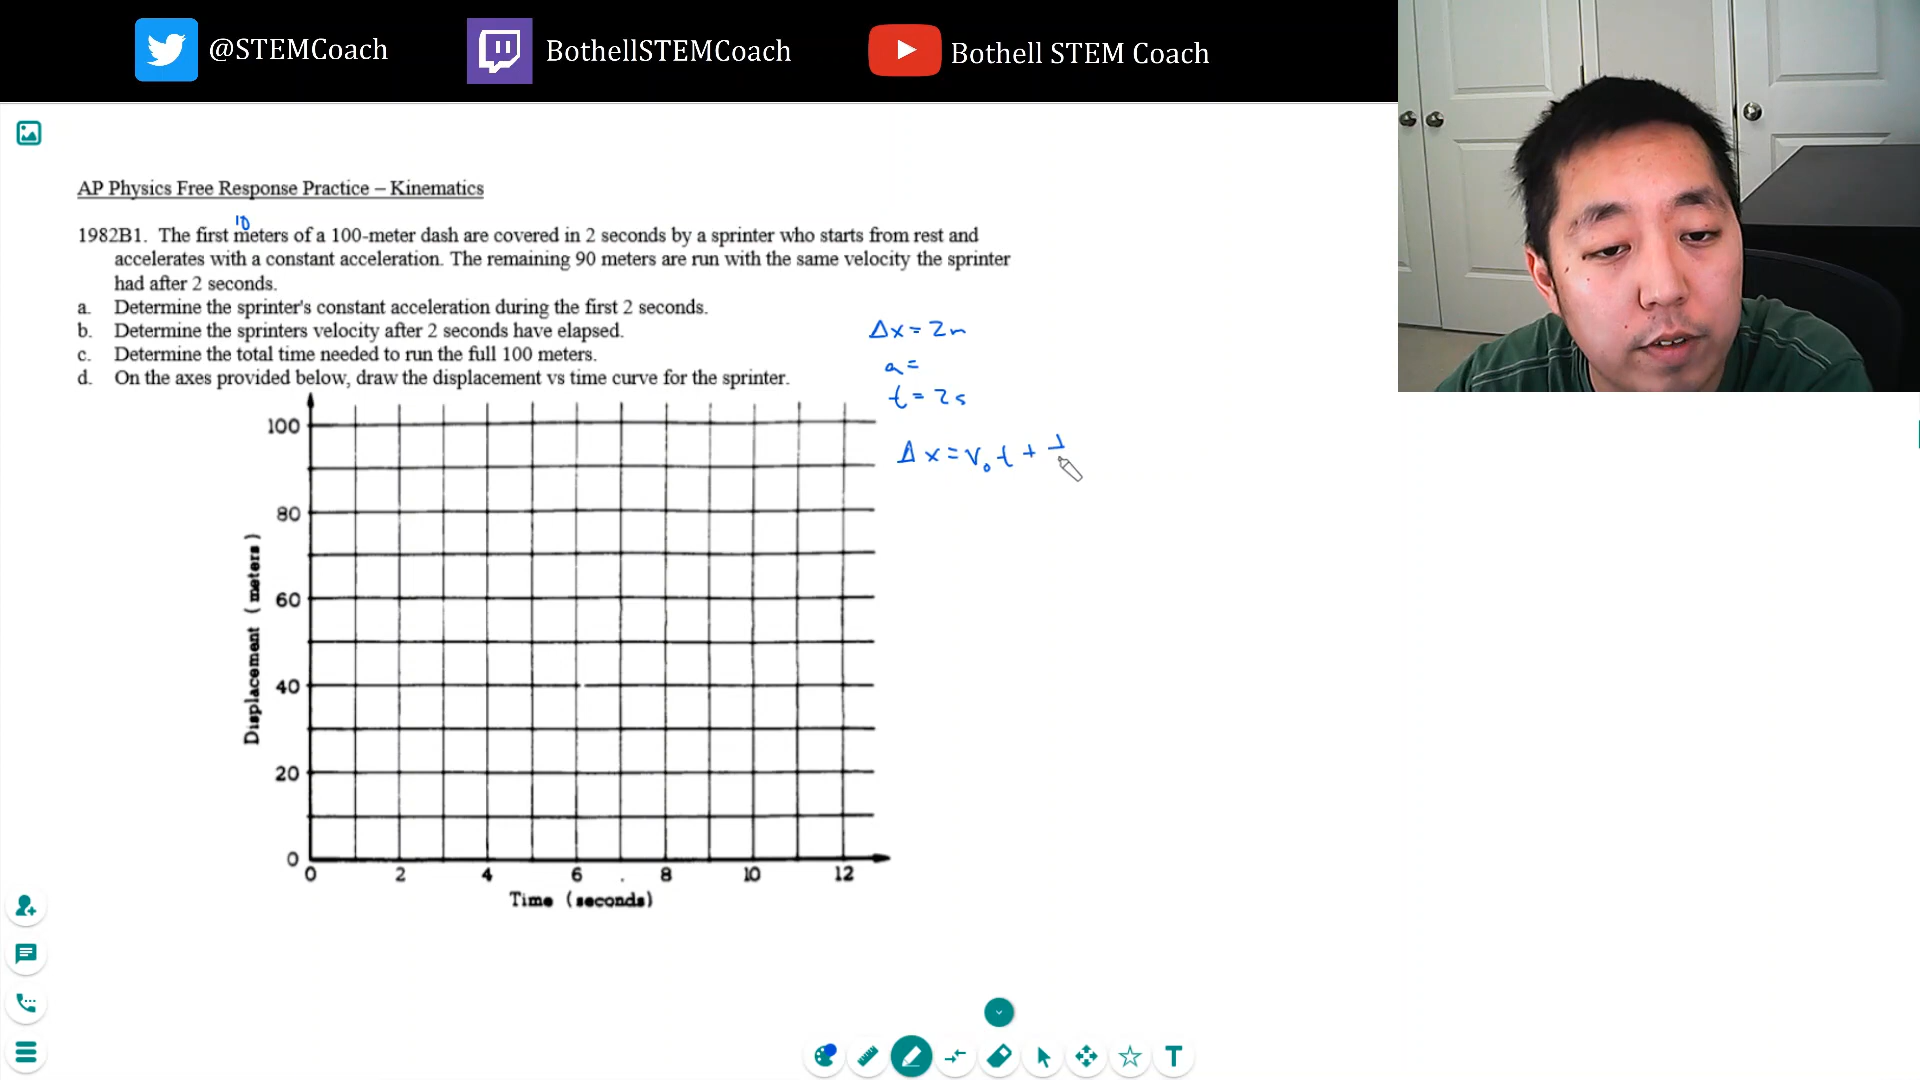 @STEMCoach
BothellSTEMCoach
Bothell STEM Coach
AP Physics Free Response Practice – Kinematics
10
1982B1. The first meters of a 100-meter dash are covered in 2 seconds by a sprinter who starts from rest and
accelerates with a constant acceleration. The remaining 90 meters are run with the same velocity the sprinter
had after 2 seconds.
a. Determine the sprinter's constant acceleration during the first 2 seconds.
b. Determine the sprinters velocity after 2 seconds have elapsed.
c. Determine the total time needed to run the full 100 meters.
d. On the axes provided below, draw the displacement vs time curve for the sprinter.
Δx = 2m
a =
t = 2s
Δx = v₀t + 1
100
80
60
40
20
0
Displacement (meters)
0 2 4 6 8 10 12
Time (seconds)
T